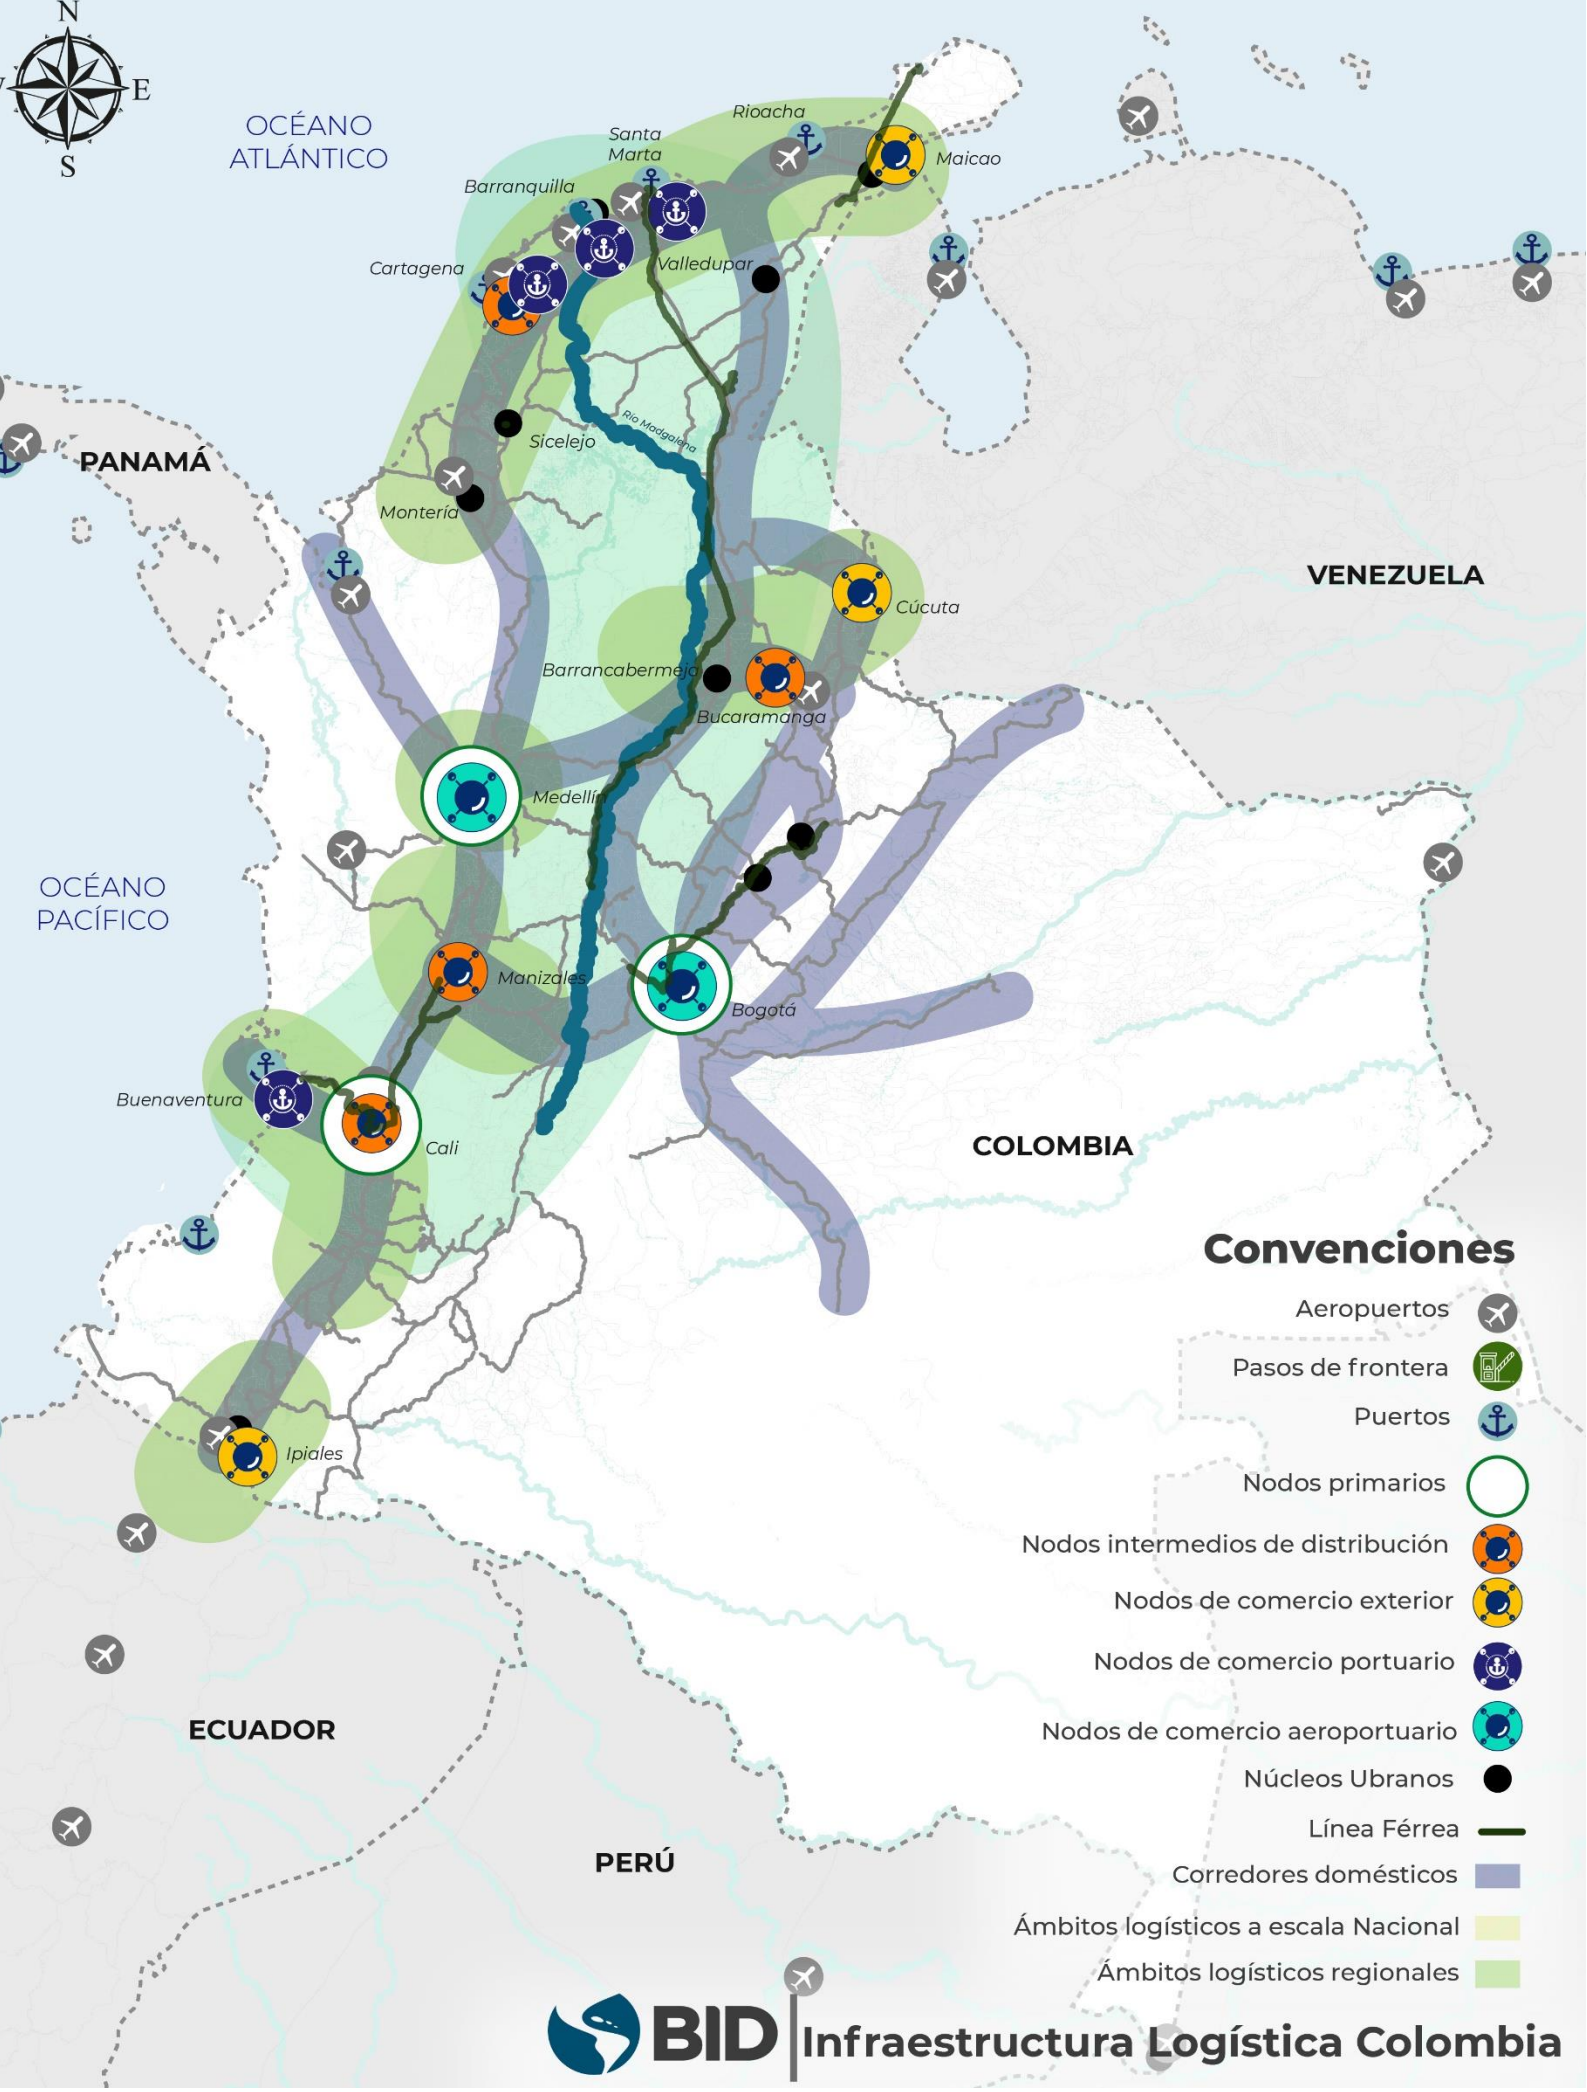 N
E
S
OCÉANO
ATLÁNTICO
Rioacha
Santa
Marta
Maicao
Barranquilla
Cartagena
Valledupar
Río Madgalena
Sicelejo
PANAMÁ
Montería
VENEZUELA
Cúcuta
Barrancabermeja
Bucaramanga
Medellín
OCÉANO
PACÍFICO
Manizales
Bogotá
Buenaventura
Cali
COLOMBIA
Ipiales
ECUADOR
PERÚ
Convenciones
Aeropuertos
Pasos de frontera
Puertos
Nodos primarios
Nodos intermedios de distribución
Nodos de comercio exterior
Nodos de comercio portuario
Nodos de comercio aeroportuario
Núcleos Ubranos
Línea Férrea
Corredores domésticos
Ámbitos logísticos a escala Nacional
Ámbitos logísticos regionales
BID Infraestructura Logística Colombia